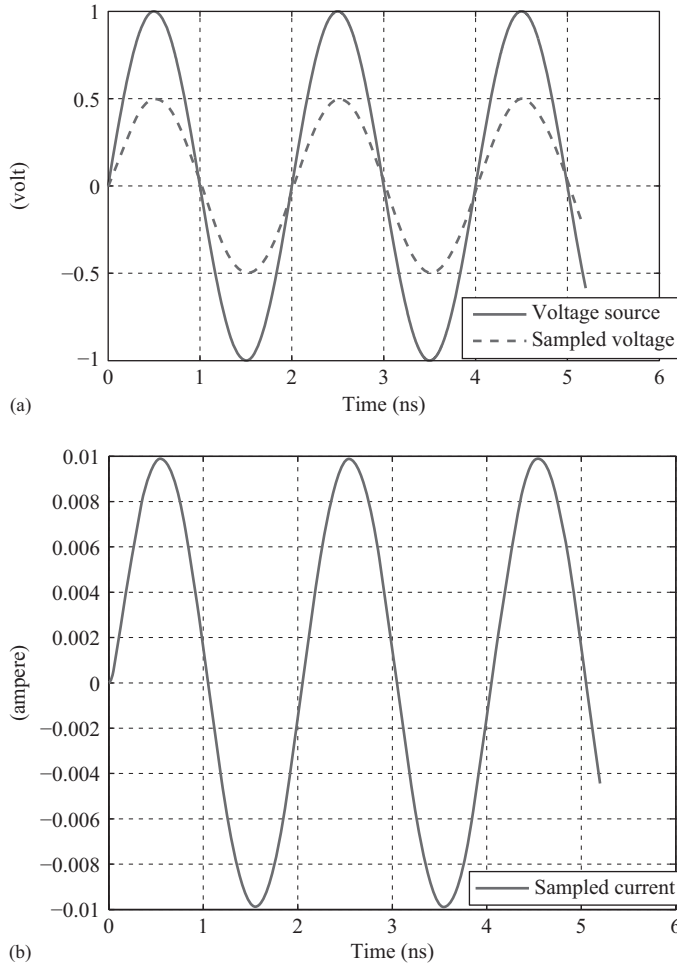 1
0.5
0
−0.5
−1
(volt)
Voltage source
Sampled voltage
0 1 2 3 4 5 6
(a) Time (ns)
0.01
0.008
0.006
0.004
0.002
0
−0.002
−0.004
−0.006
−0.008
−0.01
(ampere)
Sampled current
0 1 2 3 4 5 6
(b) Time (ns)